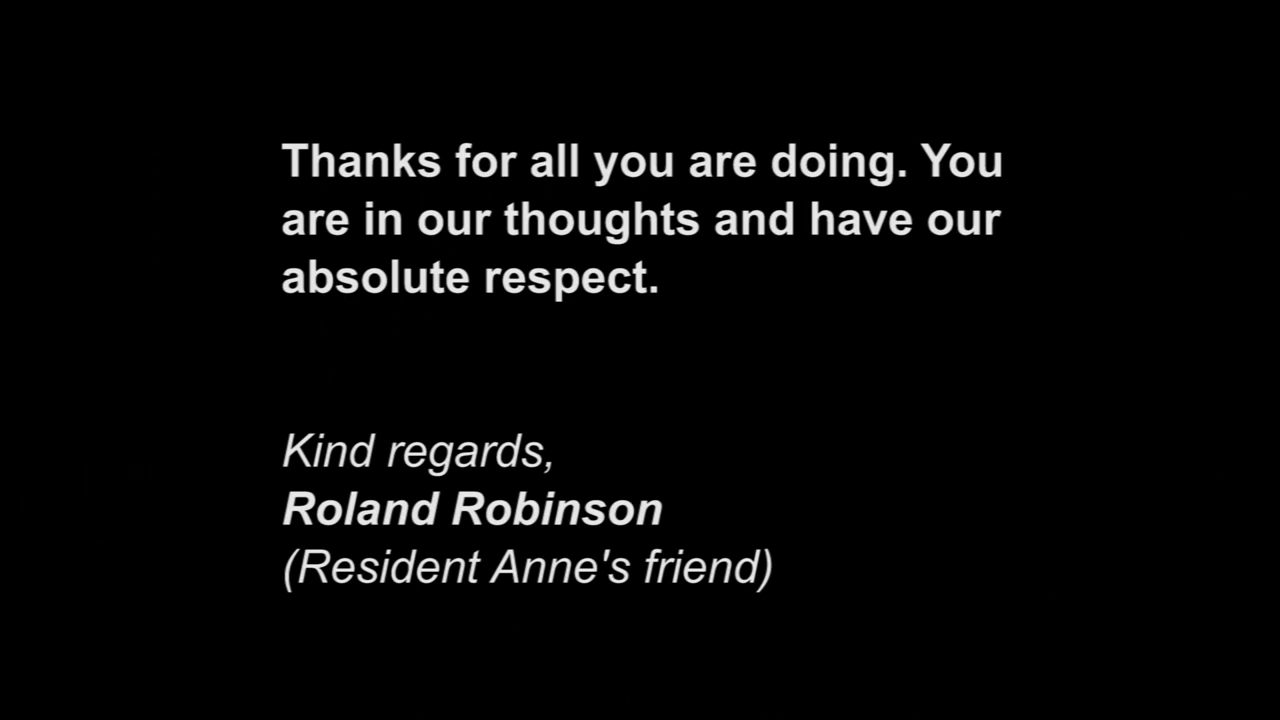 Thanks for all you are doing. You
are in our thoughts and have our
absolute respect.
Kind regards,
Roland Robinson
(Resident Anne's friend)